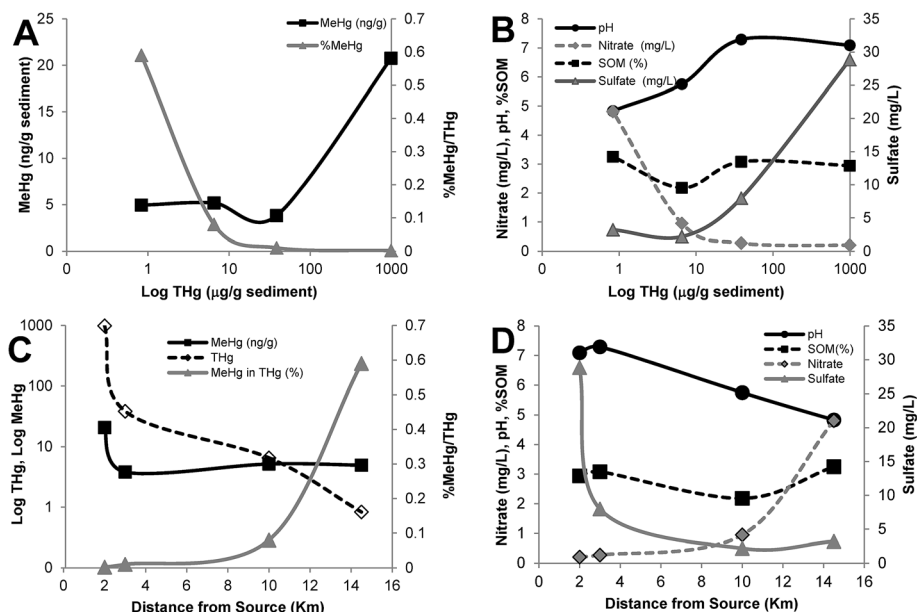 A
MeHg (ng/g)
%MeHg
MeHg (ng/g sediment)
25
20
15
10
5
0
0.7
0.6
0.5
0.4
0.3
0.2
0.1
0
%MeHg/THg
0 1 10 100 1000
Log THg (µg/g sediment)
B
pH
Nitrate (mg/L)
SOM (%)
Sulfate (mg/L)
Nitrate (mg/L), pH, %SOM
8
7
6
5
4
3
2
1
0
35
30
25
20
15
10
5
0
Sulfate (mg/L)
0 1 10 100 1000
Log THg (µg/g sediment)
C
MeHg (ng/g)
THg
MeHg in THg (%)
Log THg, Log MeHg
1000
100
10
1
0
0.7
0.6
0.5
0.4
0.3
0.2
0.1
0
%MeHg/THg
0 2 4 6 8 10 12 14 16
Distance from Source (Km)
D
pH
SOM(%)
Nitrate
Sulfate
Nitrate (mg/L), pH, %SOM
8
7
6
5
4
3
2
1
0
35
30
25
20
15
10
5
0
Sulfate (mg/L)
0 2 4 6 8 10 12 14 16
Distance from Source (Km)